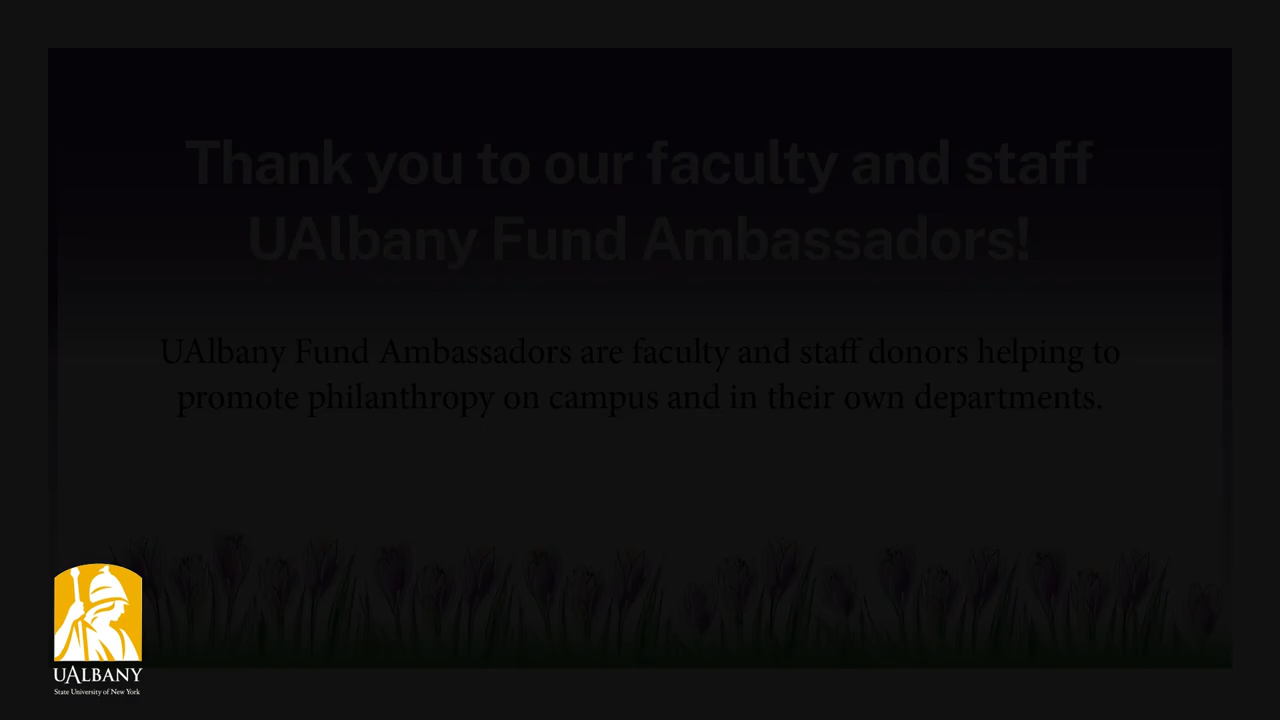 Thank you to our faculty and staff
UAlbany Fund Ambassadors!
UAlbany Fund Ambassadors are faculty and staff donors helping to
promote philanthropy on campus and in their own departments.
UALBANY
State University of New York